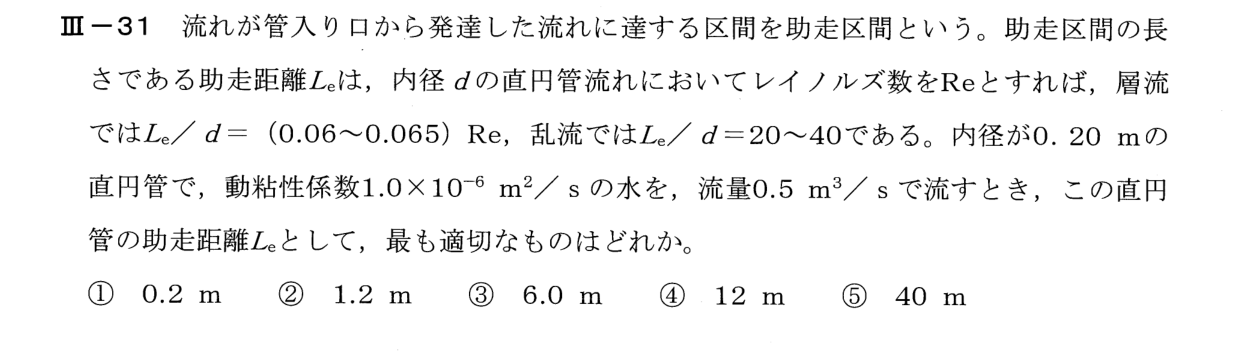 Ⅲ－31　流れが管入り口から発達した流れに達する区間を助走区間という。助走区間の長
さである助走距離Leは，内径 dの直円管流れにおいてレイノルズ数をReとすれば，層流
ではLe／d＝（0.06～0.065）Re，乱流ではLe／d＝20～40である。内径が0. 20 mの
直円管で，動粘性係数1.0×10⁻⁶ m²／s の水を，流量0.5 m³／s で流すとき，この直円
管の助走距離Leとして，最も適切なものはどれか。
①　0.2 m　　②　1.2 m　　③　6.0 m　　④　12 m　　⑤　40 m